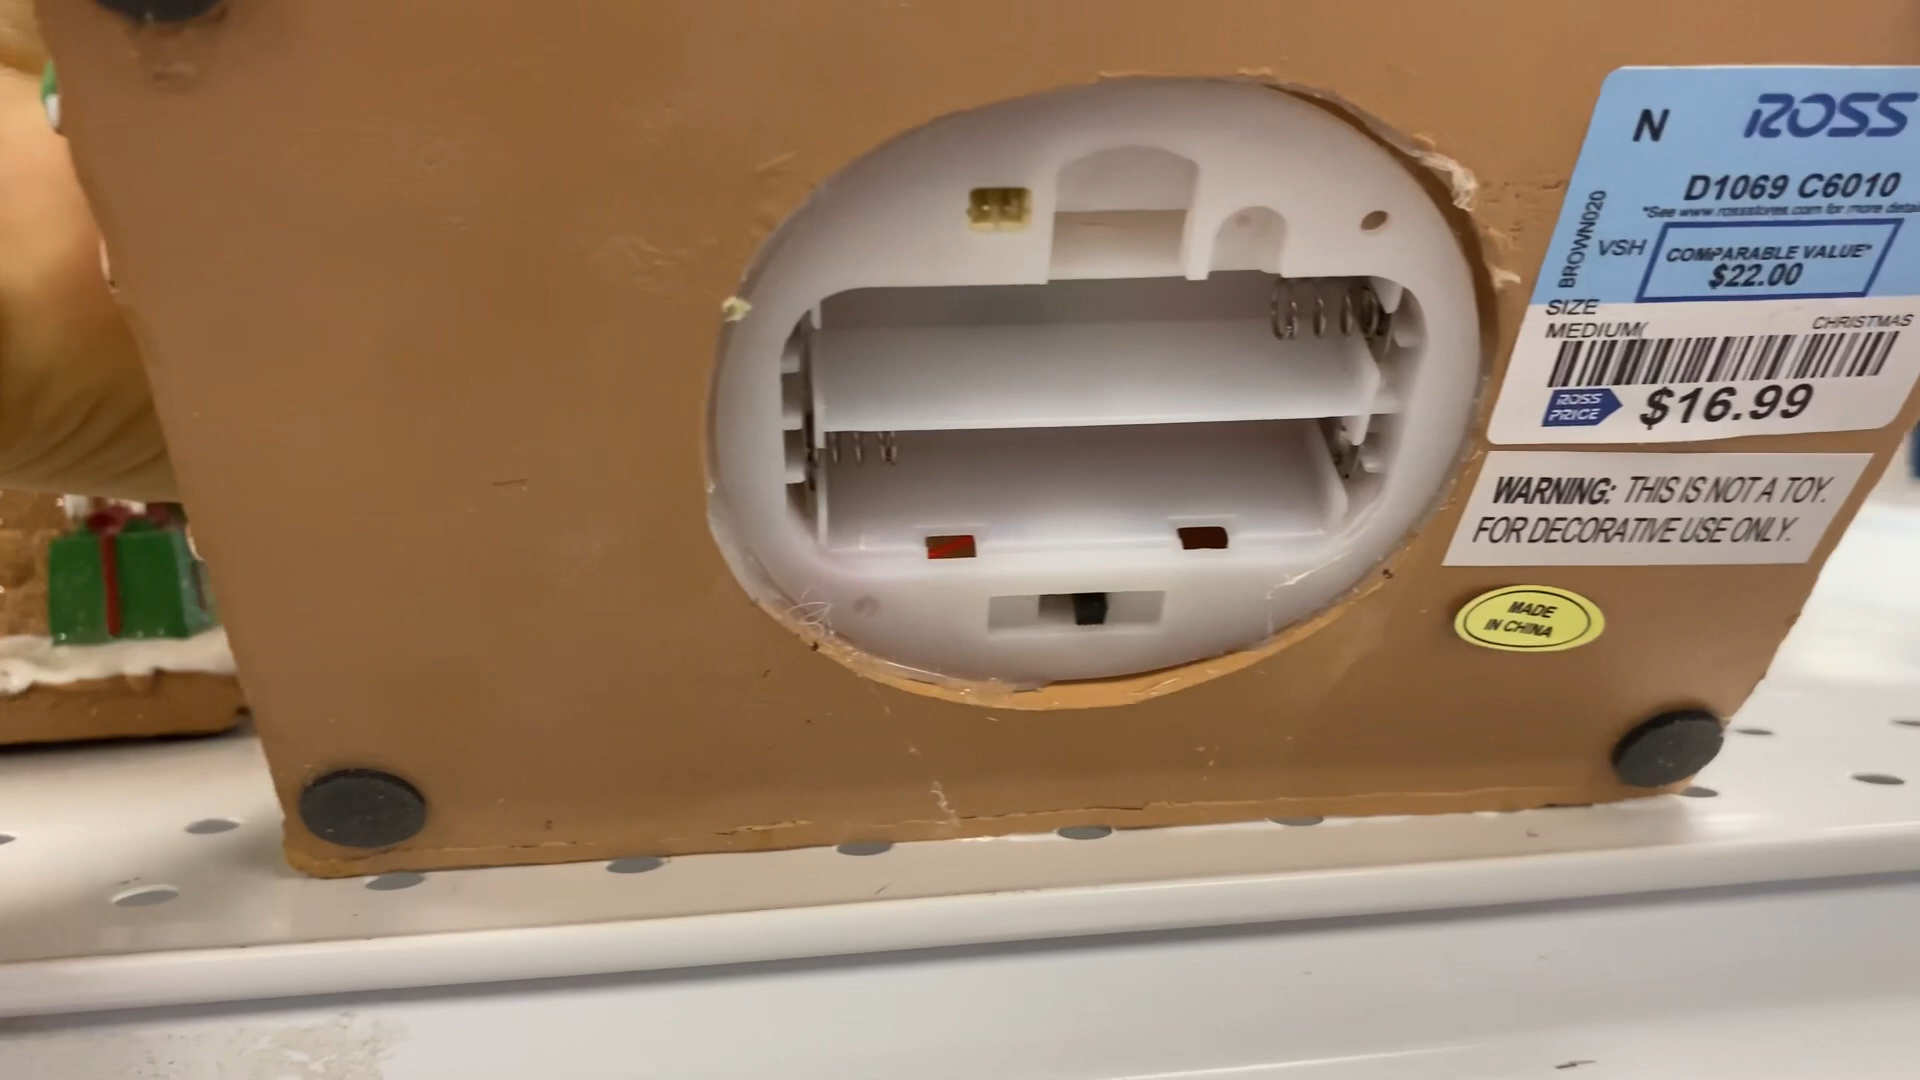 N ROSS
D1069 C6010
*See www.rossstores.com for more detai
BROWN020
VSH
COMPARABLE VALUE*
$22.00
SIZE
MEDIUM(
CHRISTMAS
ROSS PRICE
$16.99
WARNING: THIS IS NOT A TOY.
FOR DECORATIVE USE ONLY.
MADE
IN CHINA